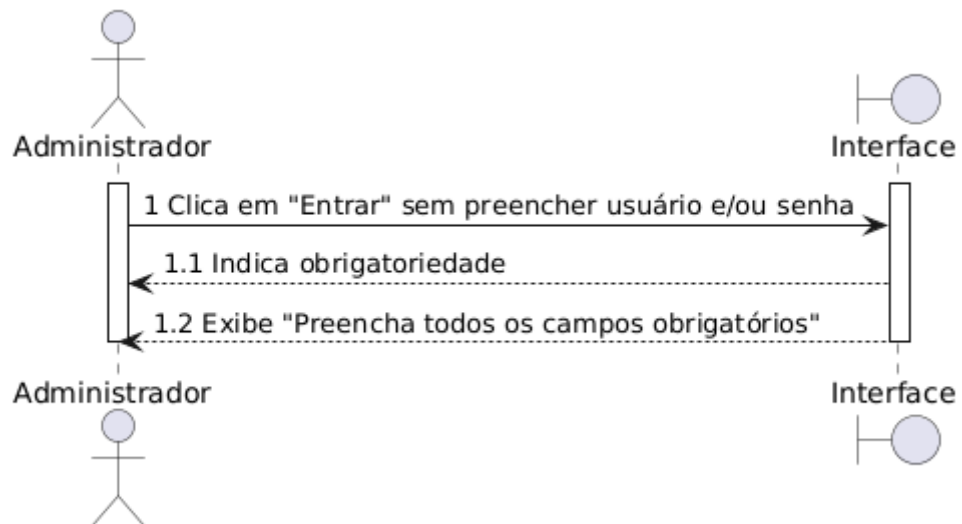 Administrador
Interface
1 Clica em "Entrar" sem preencher usuário e/ou senha
1.1 Indica obrigatoriedade
1.2 Exibe "Preencha todos os campos obrigatórios"
Administrador
Interface